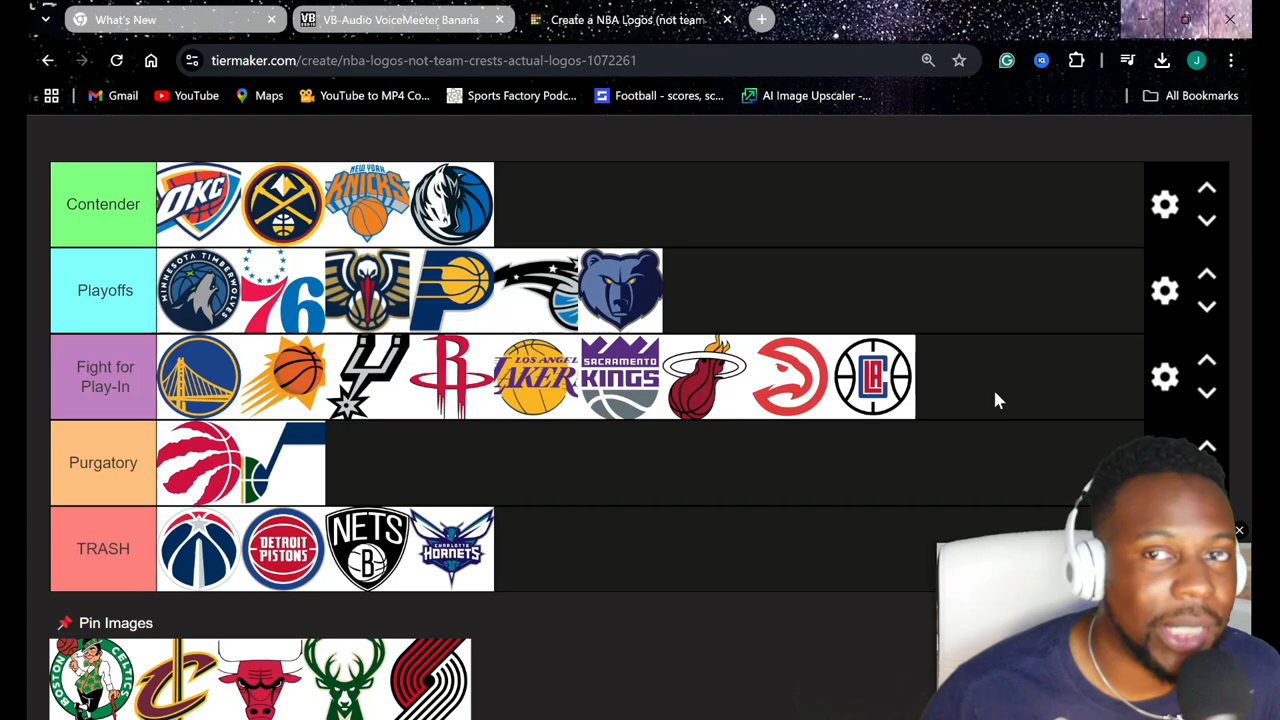 What's New
VB-Audio VoiceMeeter Banana
Create a NBA Logos (not team
tiermaker.com/create/nba-logos-not-team-crests-actual-logos-1072261
Gmail
YouTube
Maps
YouTube to MP4 Co...
Sports Factory Podc...
Football - scores, sc...
AI Image Upscaler -...
All Bookmarks
Contender
OKC
NEW YORK
KNICKS
Playoffs
MINNESOTA TIMBERWOLVES
76
Fight for
Play-In
R
LOS ANGEL
LAKER
SACRAMENTO
KINGS
LA
Purgatory
TRASH
DETROIT
PISTONS
NETS
B
CHARLOTTE
HORNETS
Pin Images
BOSTON
CELTICS
C